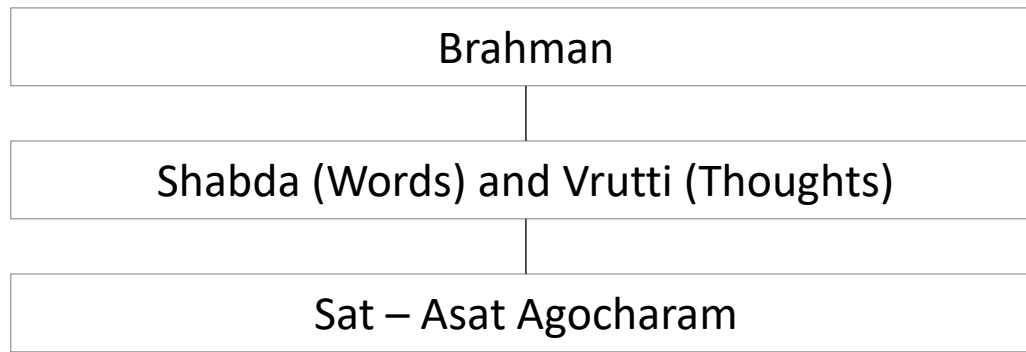 Brahman
Shabda (Words) and Vrutti (Thoughts)
Sat – Asat Agocharam